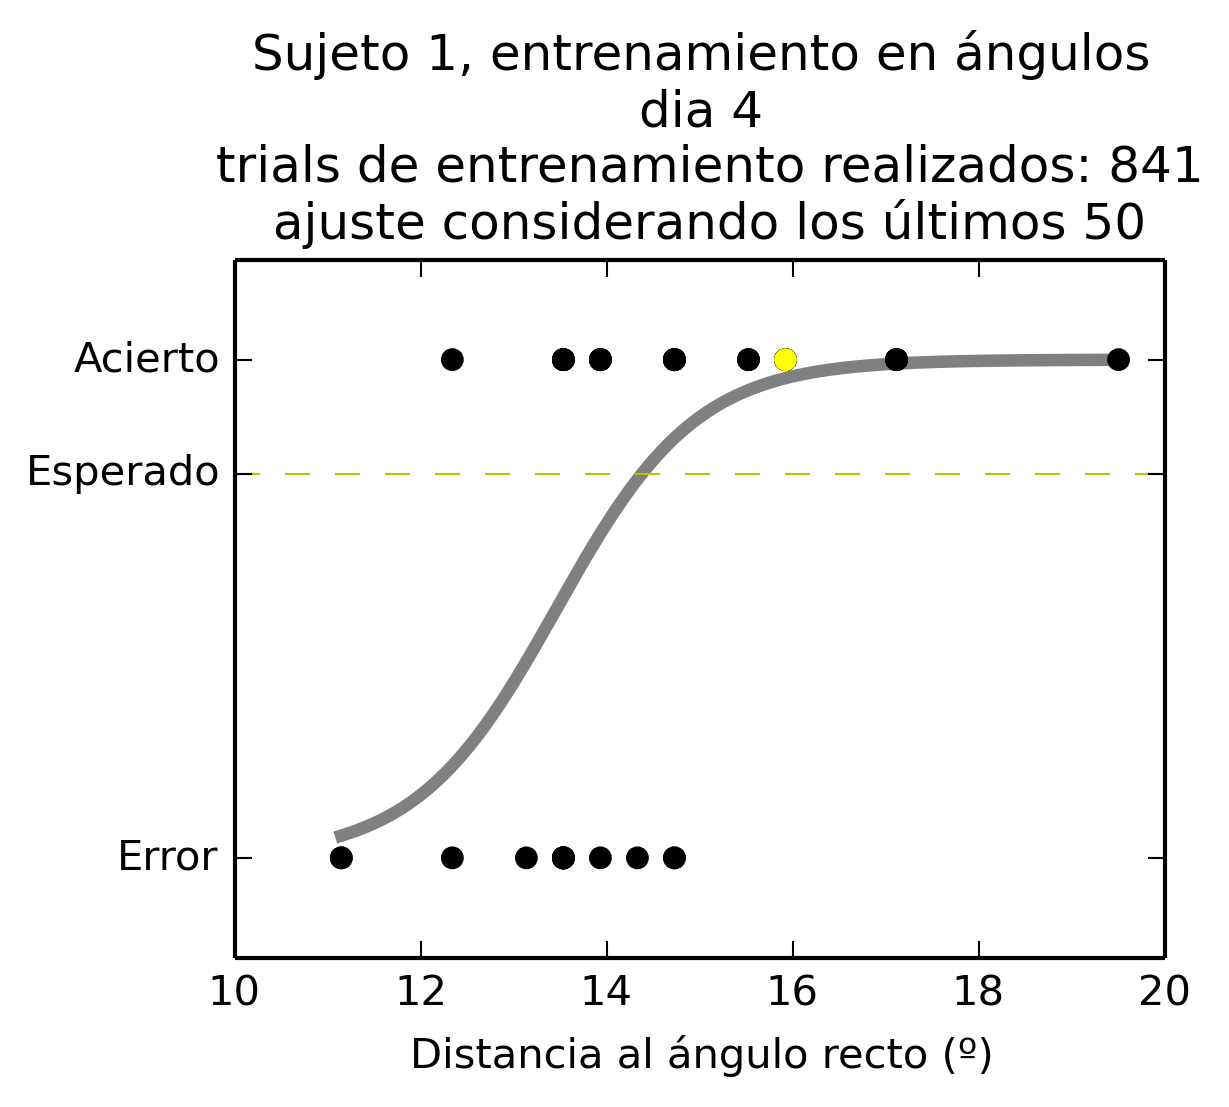 Sujeto 1, entrenamiento en ángulos
dia 4
trials de entrenamiento realizados: 841
ajuste considerando los últimos 50
Acierto
Esperado
Error
10 12 14 16 18 20
Distancia al ángulo recto (º)